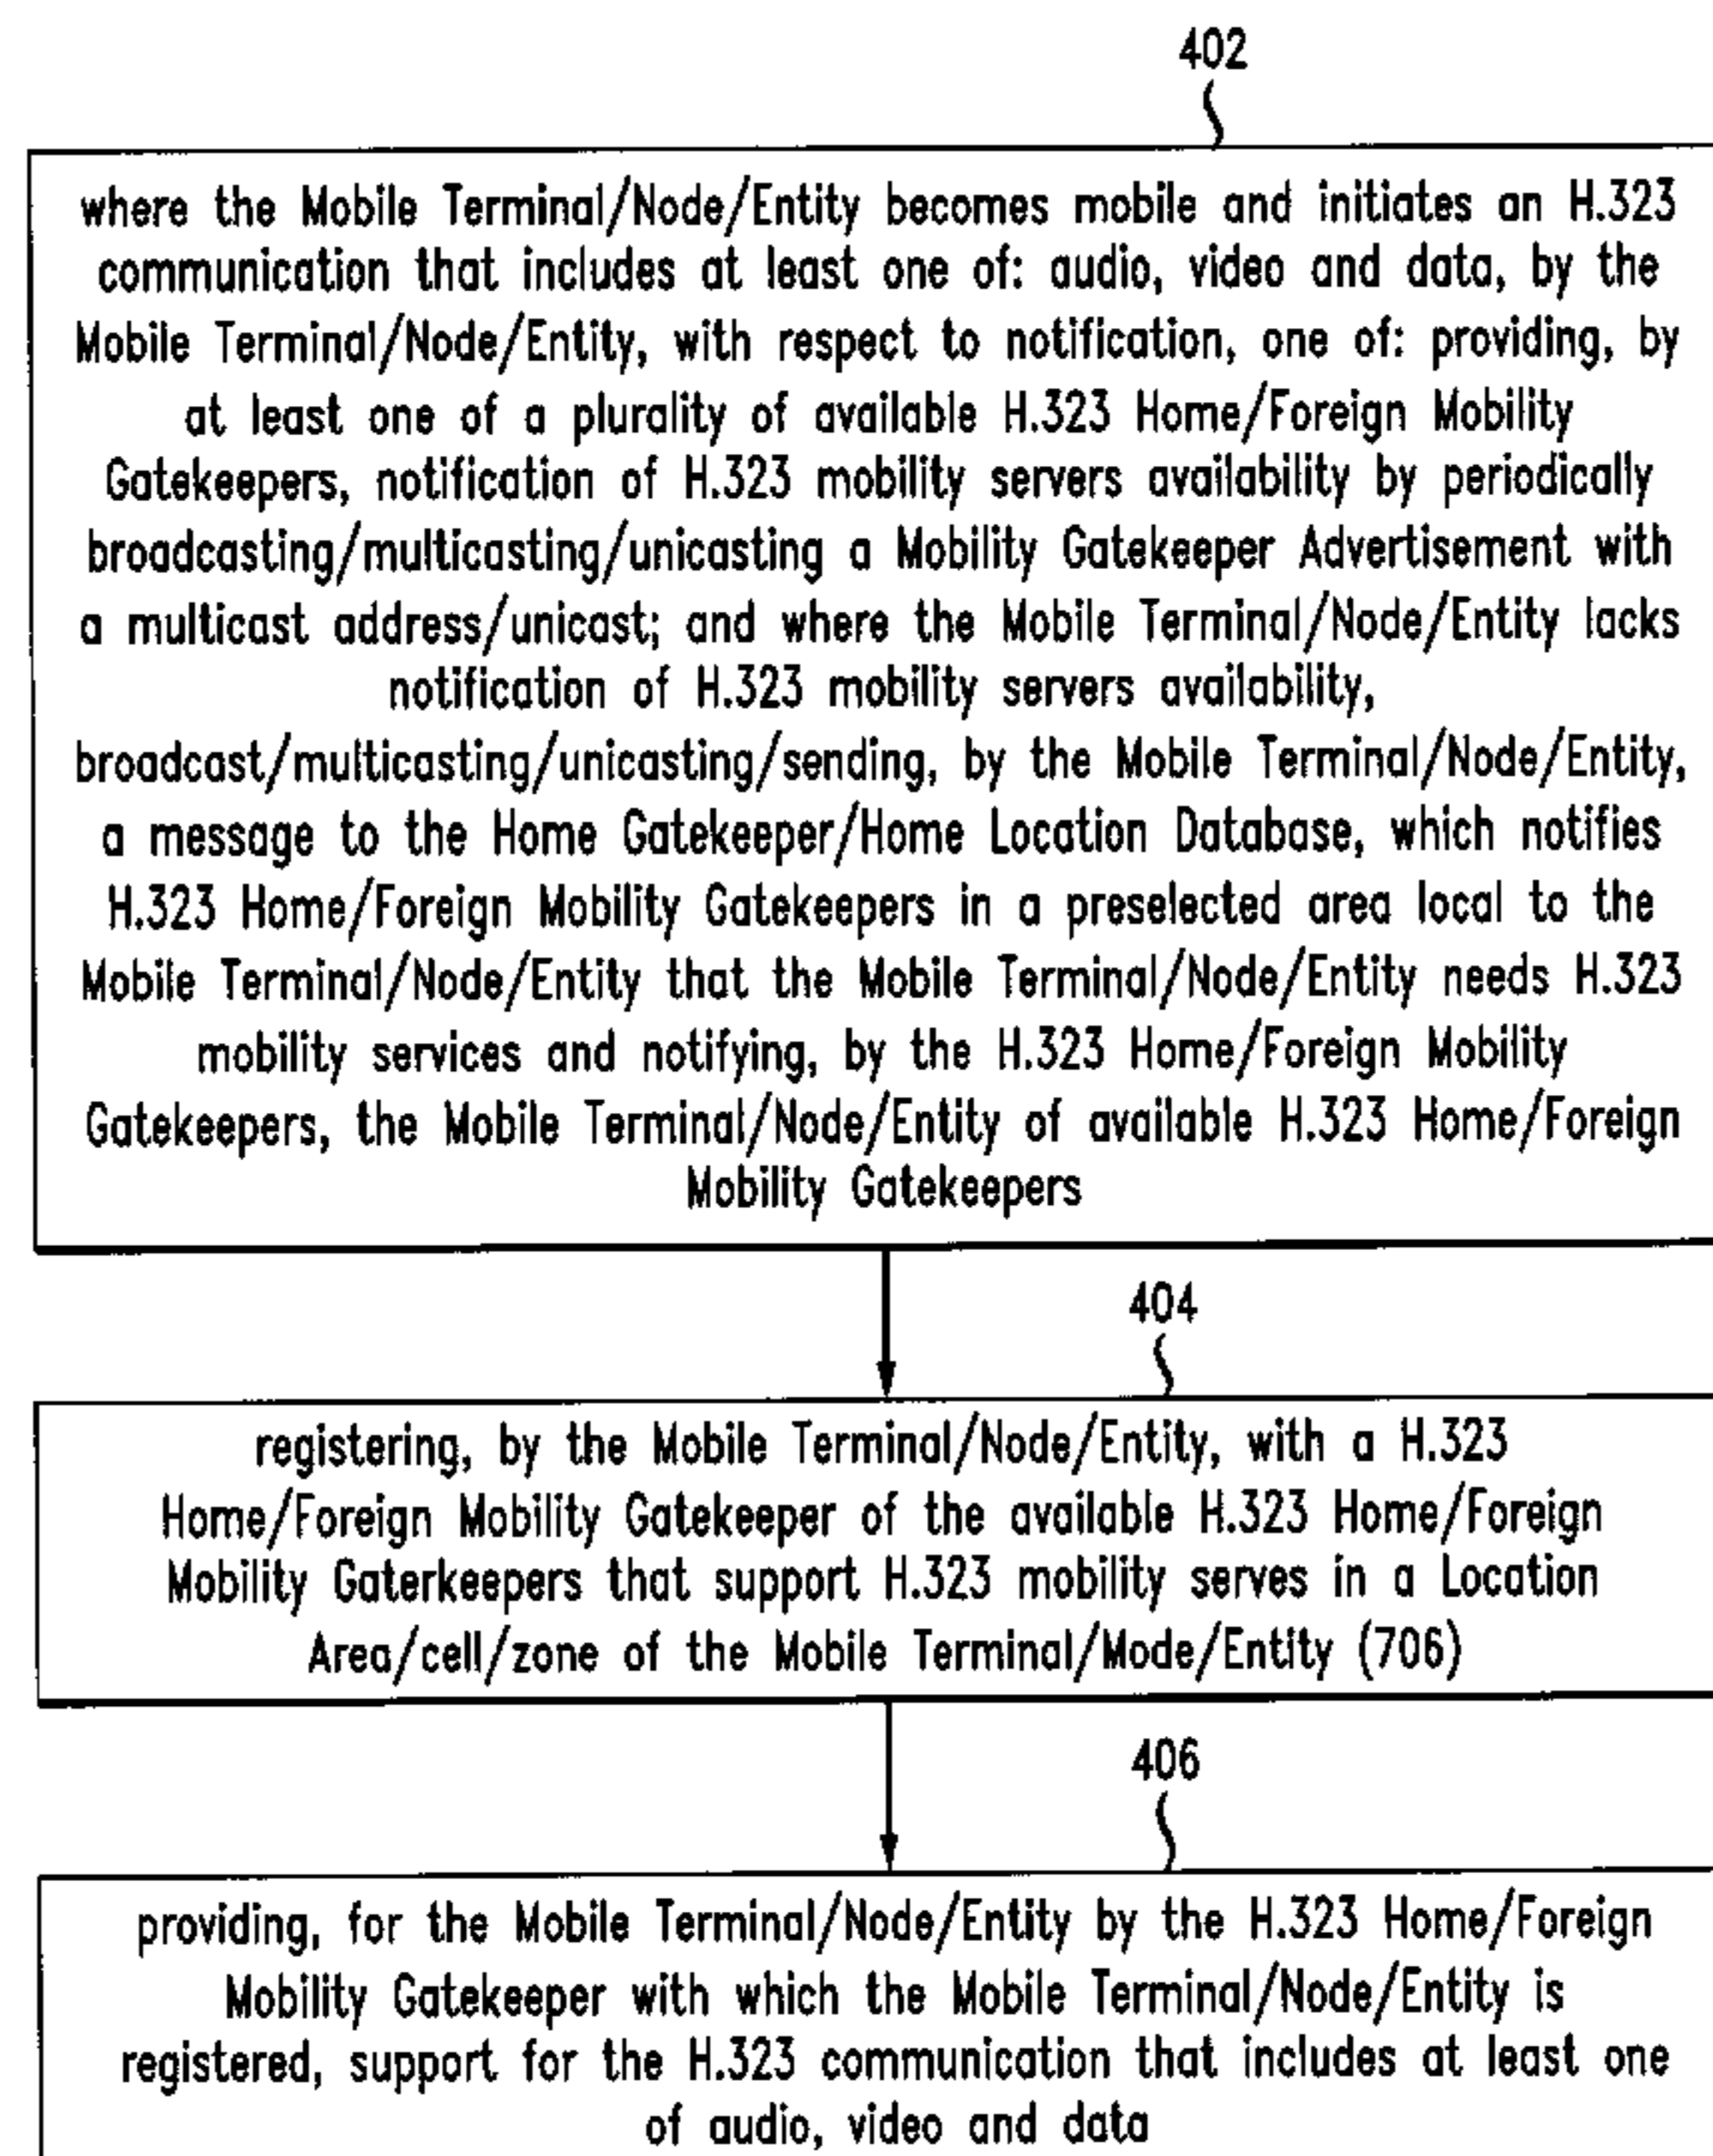 402
where the Mobile Terminal/Node/Entity becomes mobile and initiates an H.323
communication that includes at least one of: audio, video and data, by the
Mobile Terminal/Node/Entity, with respect to notification, one of: providing, by
at least one of a plurality of available H.323 Home/Foreign Mobility
Gatekeepers, notification of H.323 mobility servers availability by periodically
broadcasting/multicasting/unicasting a Mobility Gatekeeper Advertisement with
a multicast address/unicast; and where the Mobile Terminal/Node/Entity lacks
notification of H.323 mobility servers availability,
broadcast/multicasting/unicasting/sending, by the Mobile Terminal/Node/Entity,
a message to the Home Gatekeeper/Home Location Database, which notifies
H.323 Home/Foreign Mobility Gatekeepers in a preselected area local to the
Mobile Terminal/Node/Entity that the Mobile Terminal/Node/Entity needs H.323
mobility services and notifying, by the H.323 Home/Foreign Mobility
Gatekeepers, the Mobile Terminal/Node/Entity of available H.323 Home/Foreign
Mobility Gatekeepers
404
registering, by the Mobile Terminal/Node/Entity, with a H.323
Home/Foreign Mobility Gatekeeper of the available H.323 Home/Foreign
Mobility Gaterkeepers that support H.323 mobility serves in a Location
Area/cell/zone of the Mobile Terminal/Mode/Entity (706)
406
providing, for the Mobile Terminal/Node/Entity by the H.323 Home/Foreign
Mobility Gatekeeper with which the Mobile Terminal/Node/Entity is
registered, support for the H.323 communication that includes at least one
of audio, video and data